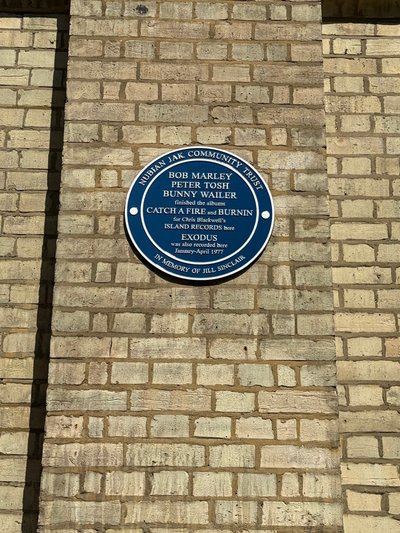 NUBIAN JAK COMMUNITY TRUST
BOB MARLEY
PETER TOSH
BUNNY WAILER
finished the albums
CATCH A FIRE and BURNIN'
for Chris Blackwell's
ISLAND RECORDS here
EXODUS
was also recorded here
January-April 1977
IN MEMORY OF JILL SINCLAIR